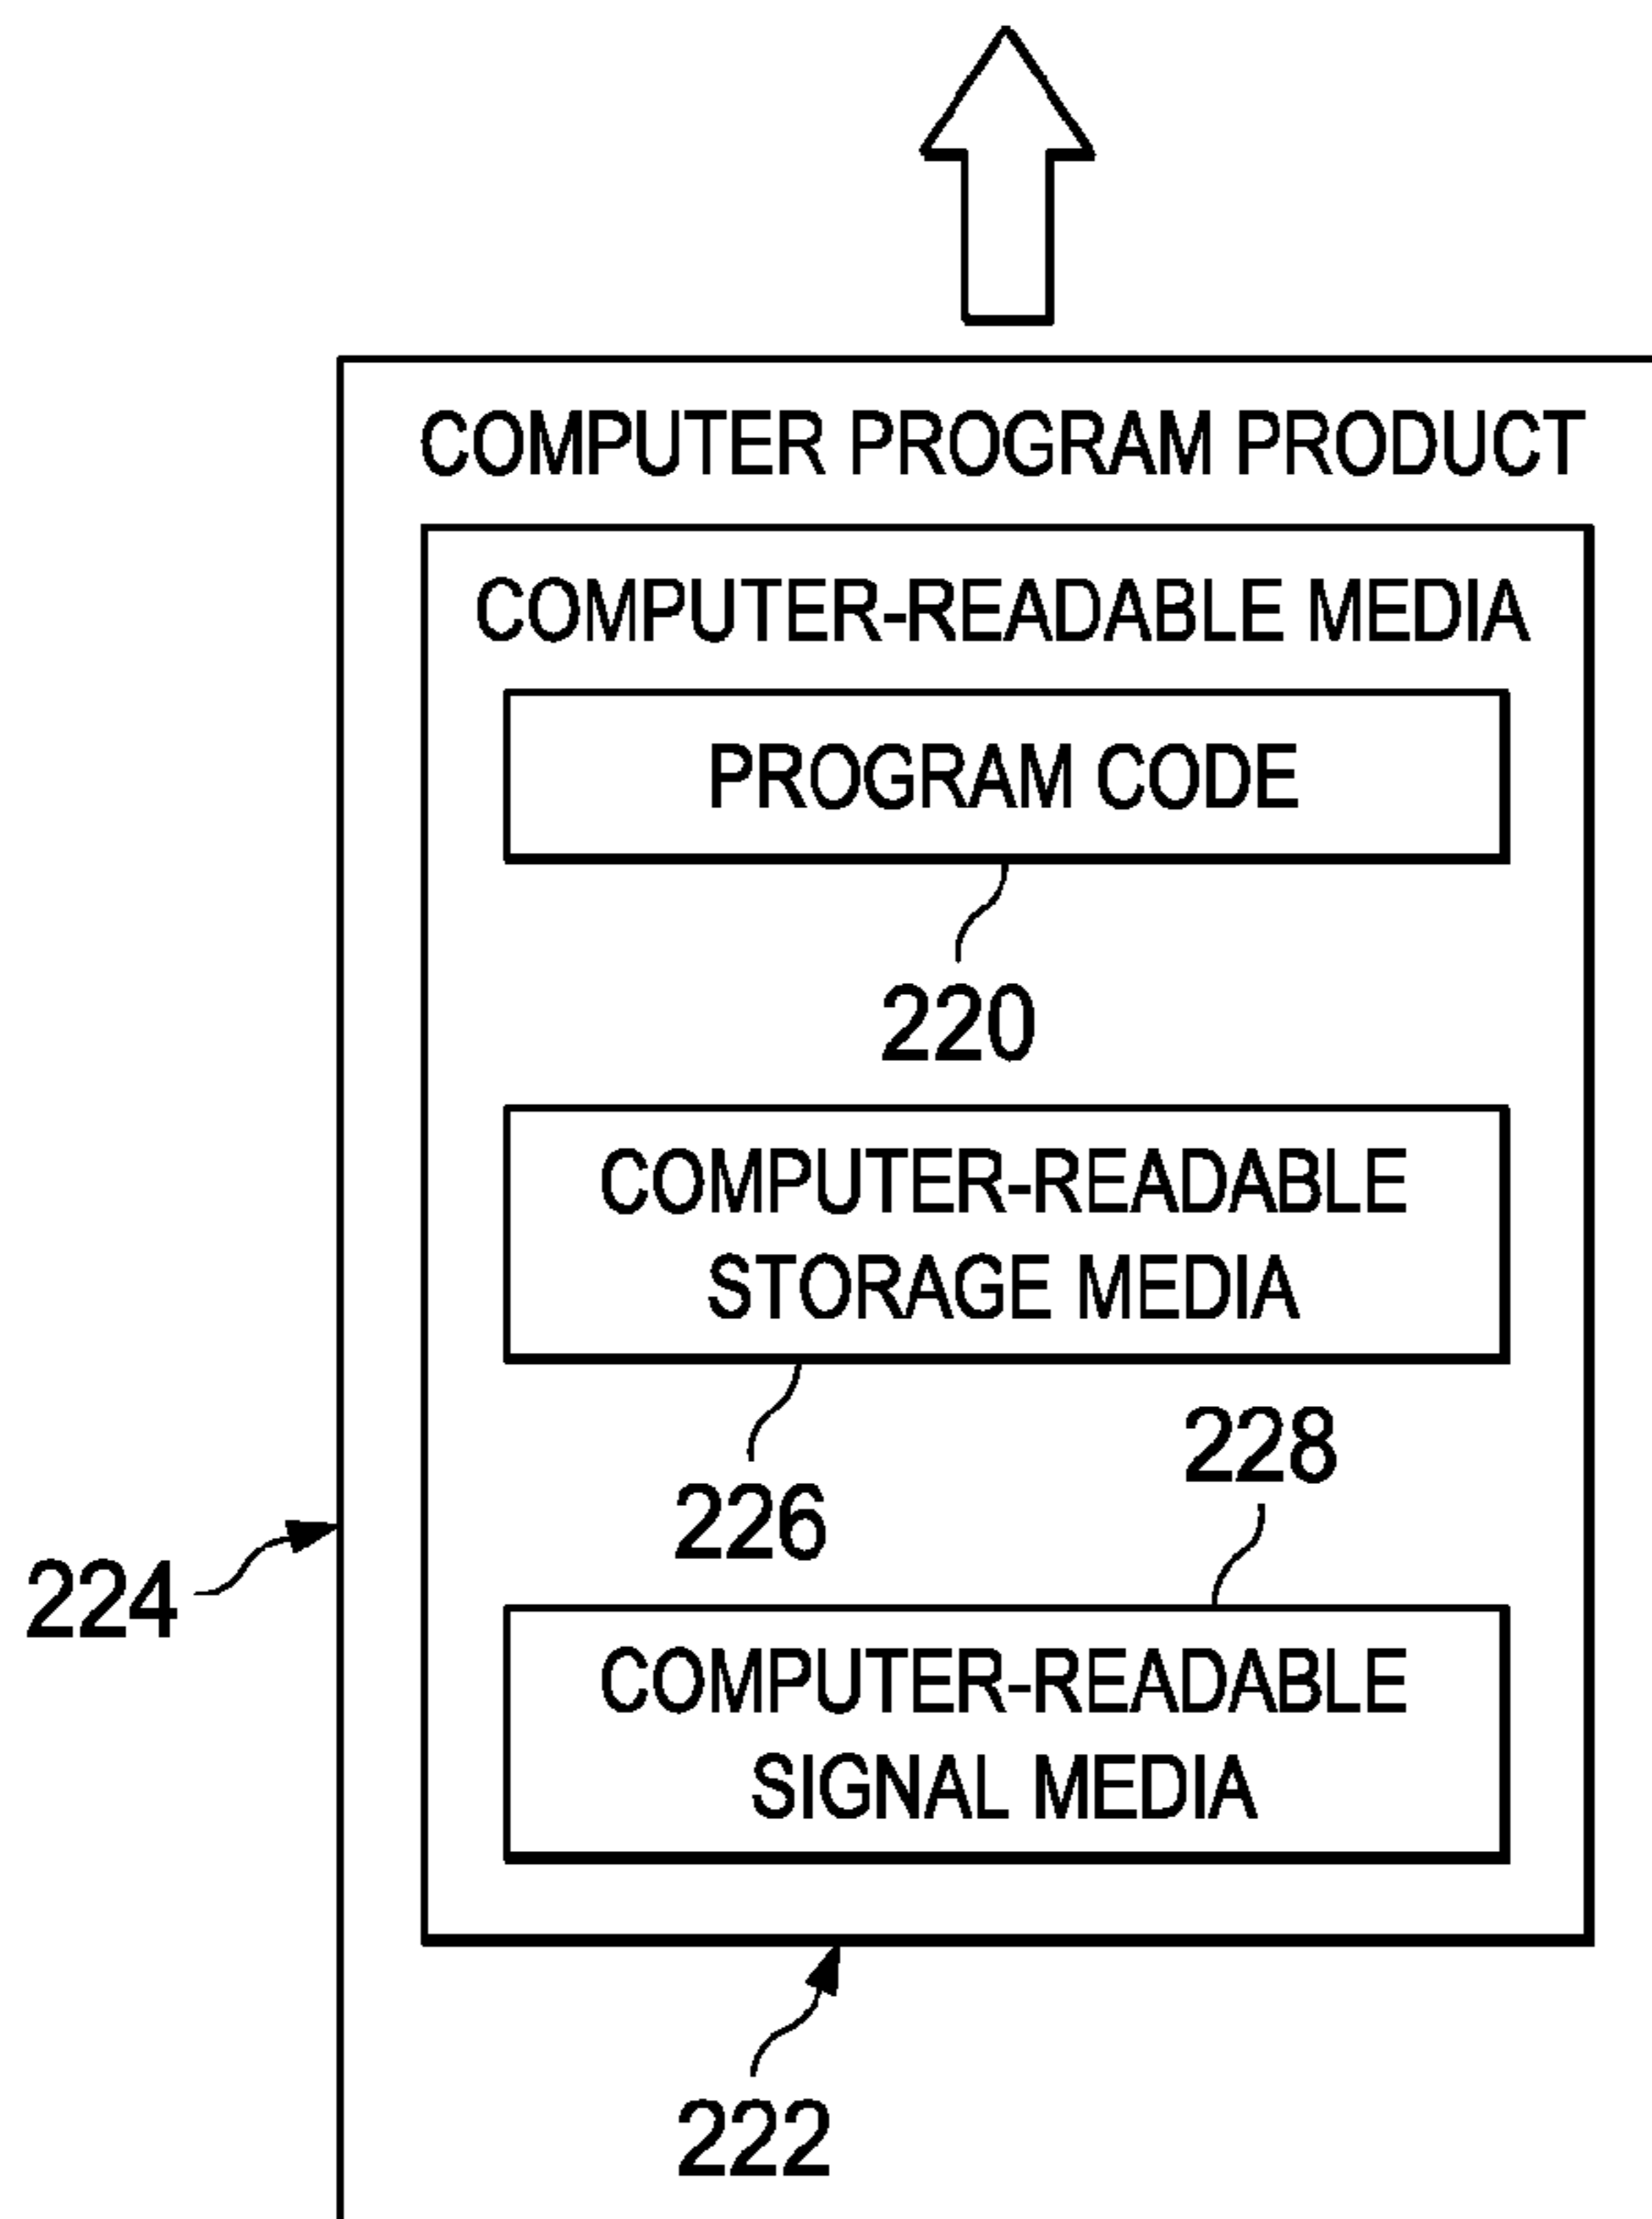 COMPUTER PROGRAM PRODUCT
COMPUTER-READABLE MEDIA
PROGRAM CODE
220
COMPUTER-READABLE
STORAGE MEDIA
228
226
224
COMPUTER-READABLE
SIGNAL MEDIA
222